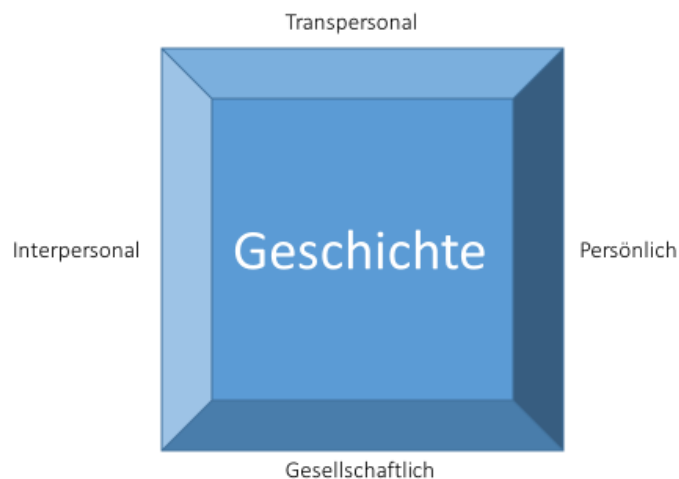 Transpersonal
Interpersonal
Geschichte
Persönlich
Gesellschaftlich